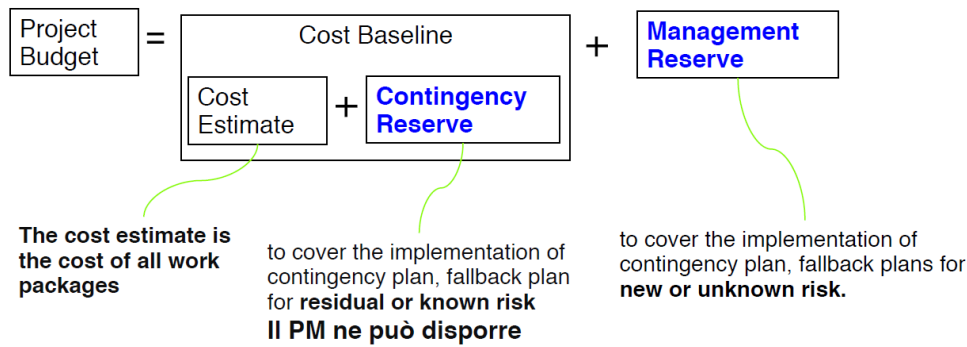 Project
Budget
=
Cost Baseline
Cost
Estimate
+
Contingency
Reserve
+
Management
Reserve
The cost estimate is
the cost of all work
packages
to cover the implementation of
contingency plan, fallback plan
for residual or known risk
Il PM ne può disporre
to cover the implementation of
contingency plan, fallback plans for
new or unknown risk.